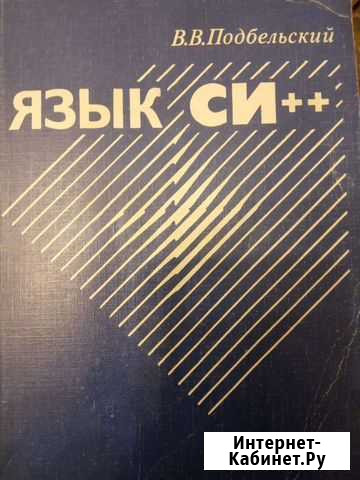 В.В.Подбельский
ЯЗЫК СИ++
Интернет-
Кабинет.Ру